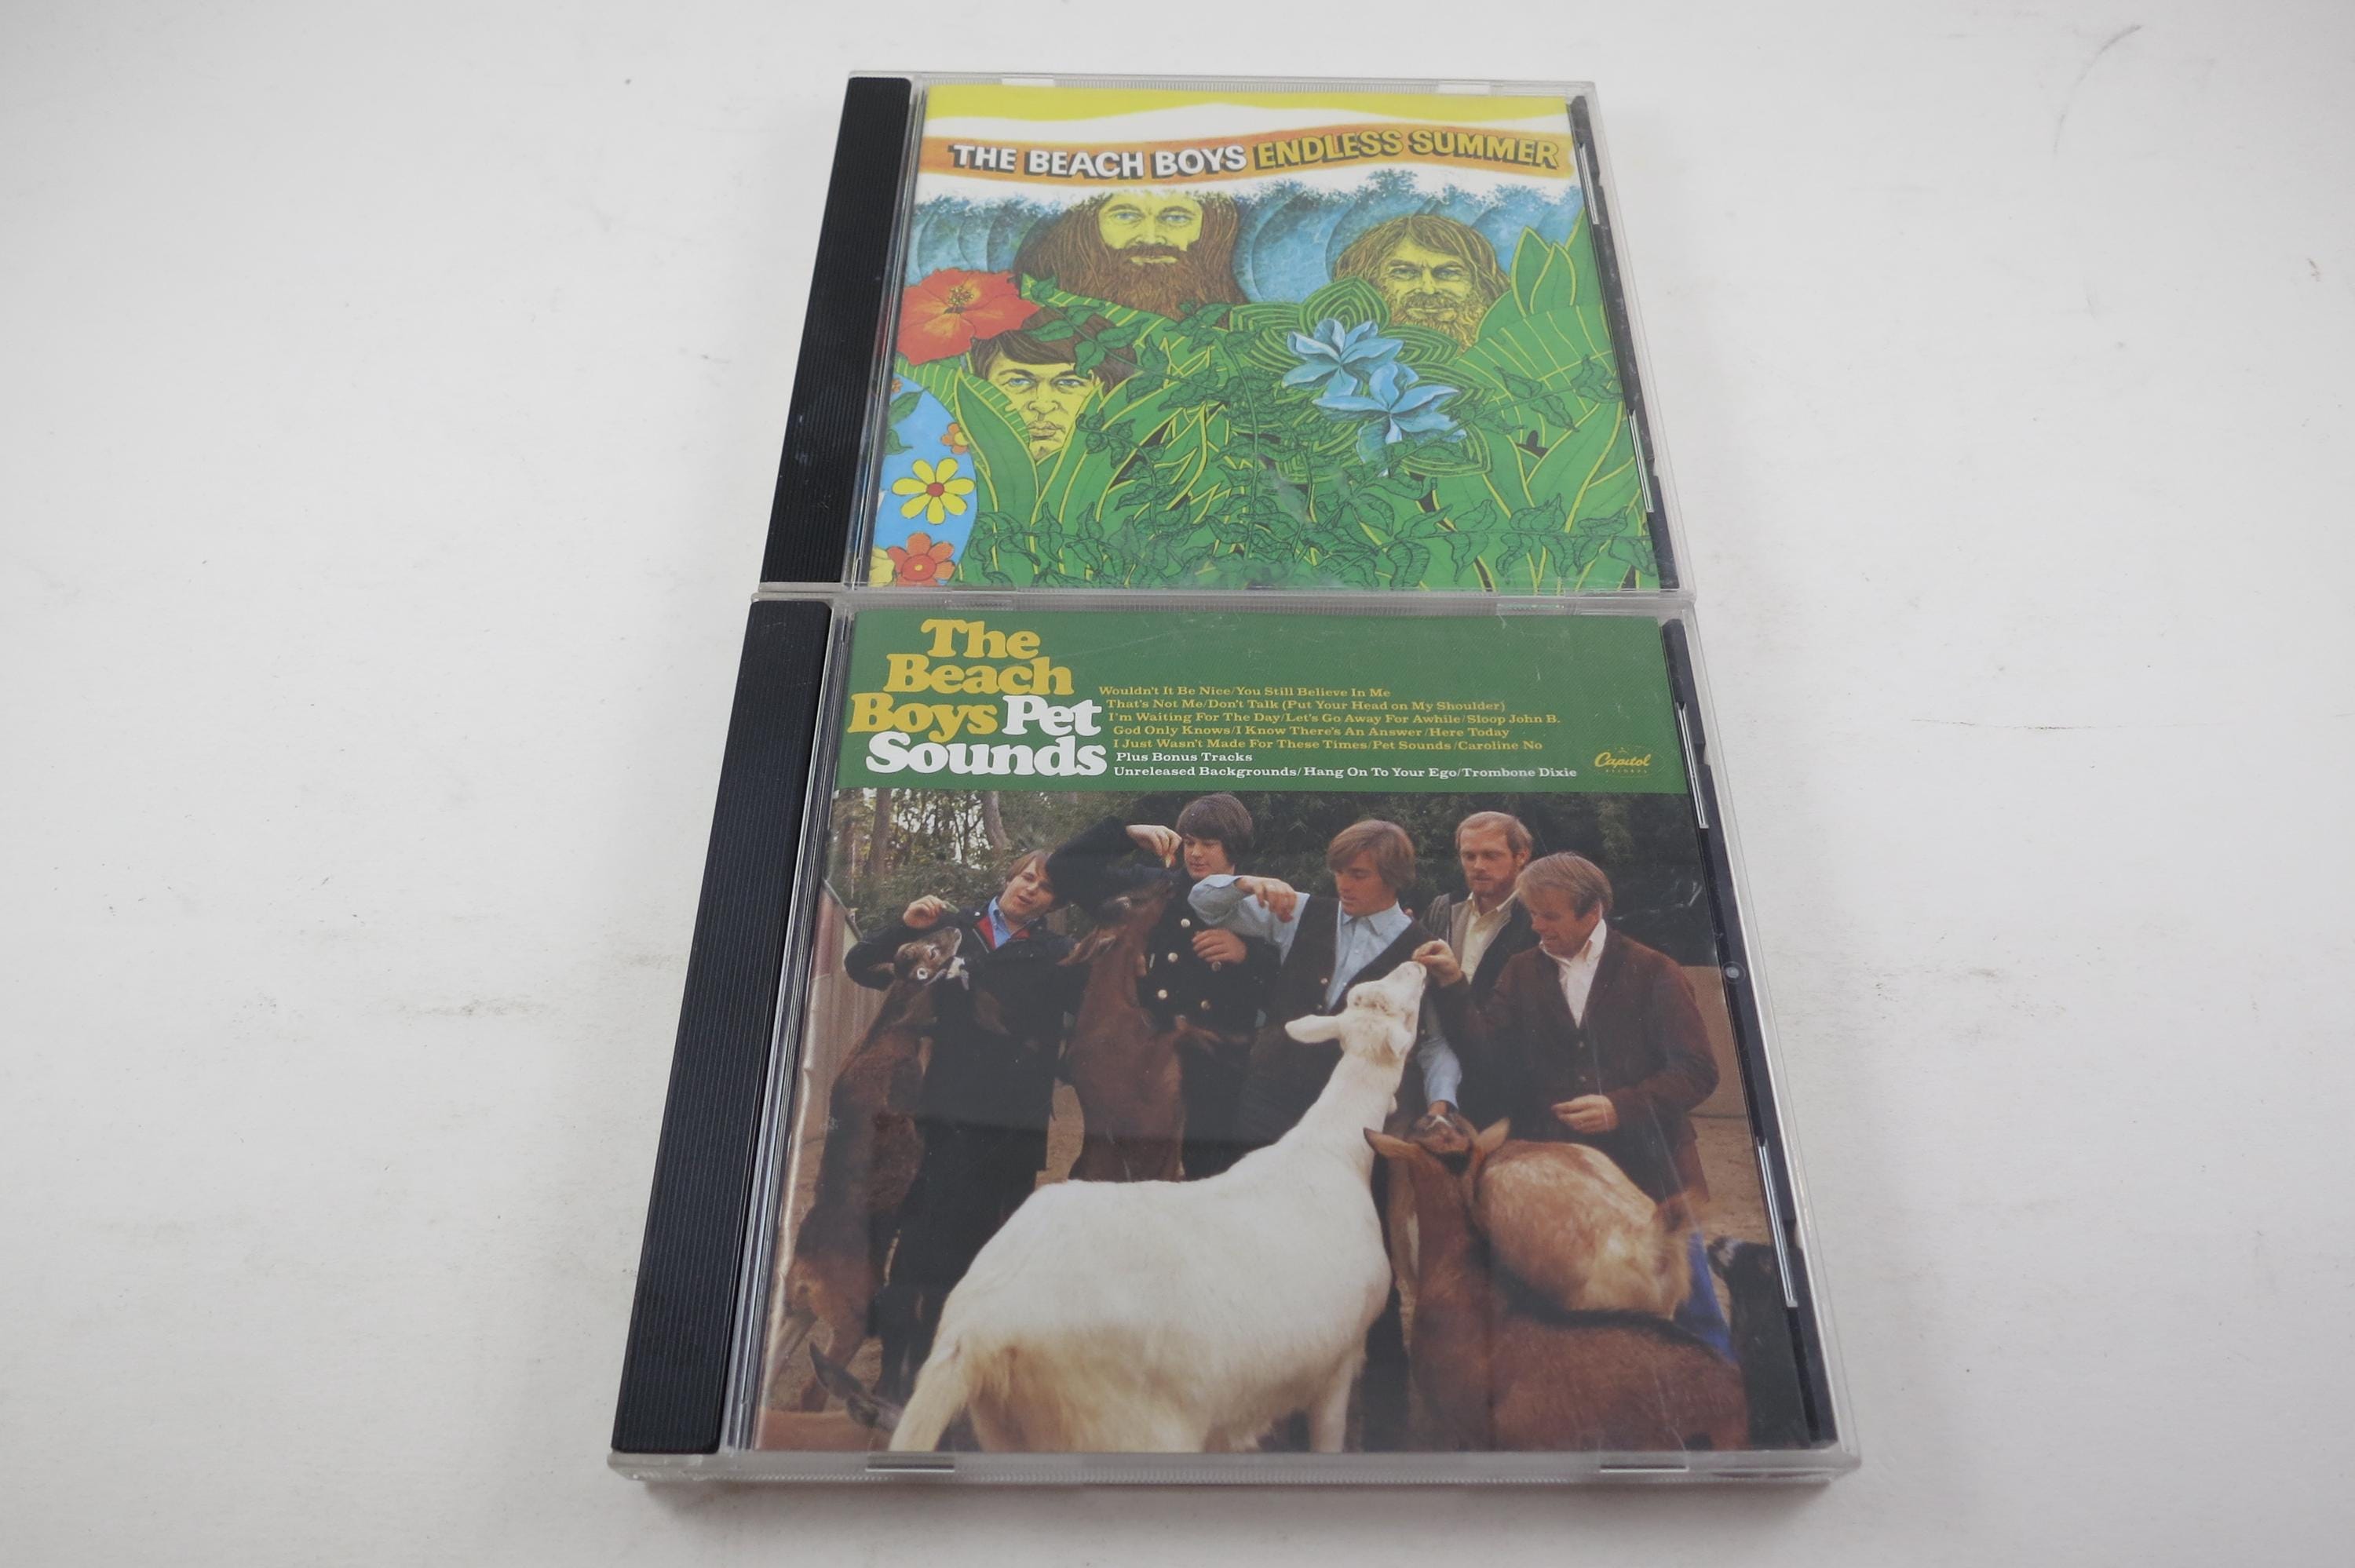 THE BEACH BOYS ENDLESS SUMMER
The
Beach
Boys Pet
Sounds
Wouldn't It Be Nice/You Still Believe In Me
That's Not Me/Don't Talk (Put Your Head on My Shoulder)
I'm Waiting For The Day/Let's Go Away For Awhile/Sloop John B.
God Only Knows/I Know There's An Answer/Here Today
I Just Wasn't Made For These Times/Pet Sounds/Caroline No
Plus Bonus Tracks
Unreleased Backgrounds/Hang On To Your Ego/Trombone Dixie
Capitol
RECORDS